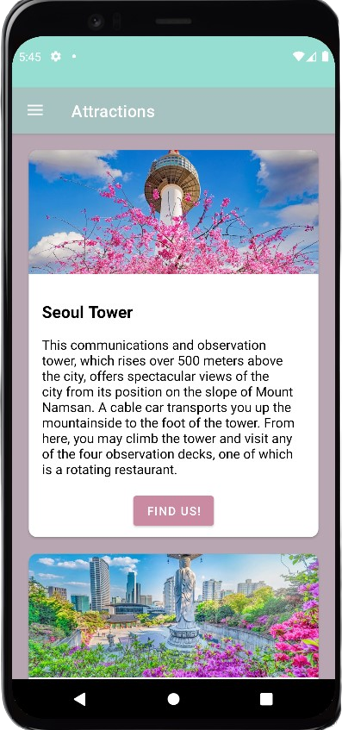 5:45
Attractions
Seoul Tower
This communications and observation
tower, which rises over 500 meters above
the city, offers spectacular views of the
city from its position on the slope of Mount
Namsan. A cable car transports you up the
mountainside to the foot of the tower. From
here, you may climb the tower and visit any
of the four observation decks, one of which
is a rotating restaurant.
FIND US!